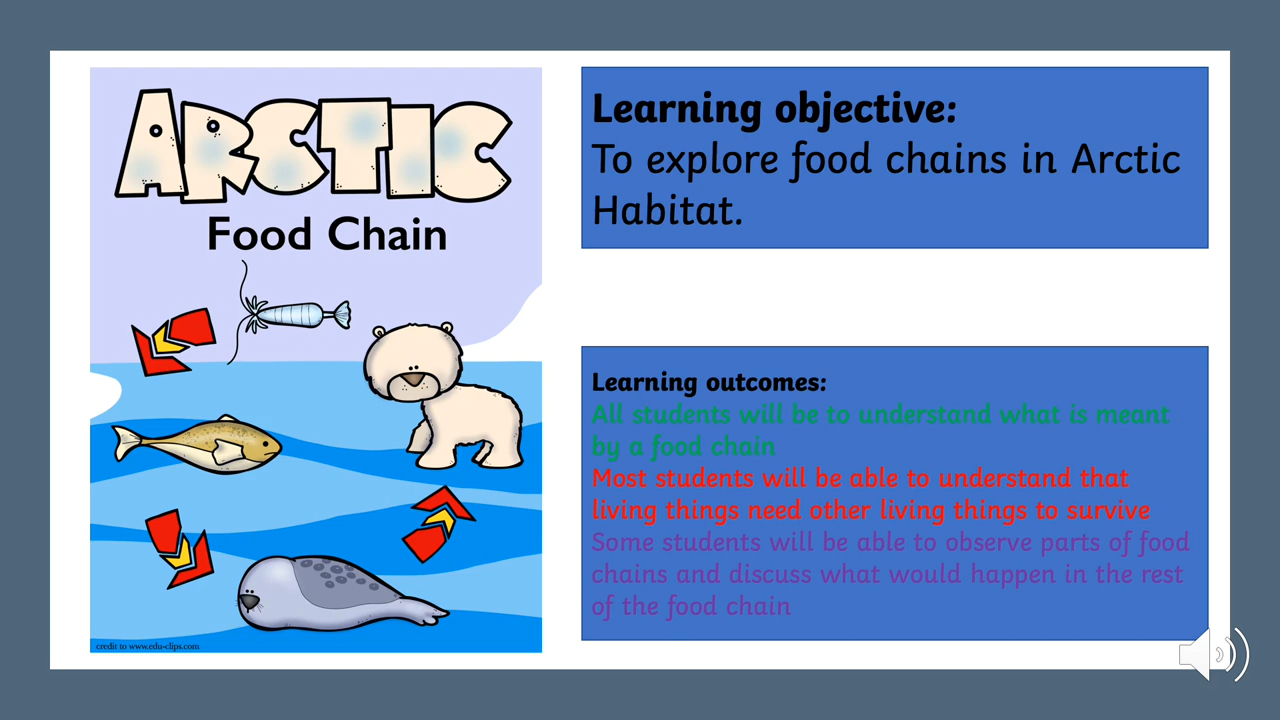 ARCTIC
Food Chain
credit to www.edu-clips.com
Learning objective:
To explore food chains in Arctic
Habitat.
Learning outcomes:
All students will be to understand what is meant
by a food chain
Most students will be able to understand that
living things need other living things to survive
Some students will be able to observe parts of food
chains and discuss what would happen in the rest
of the food chain